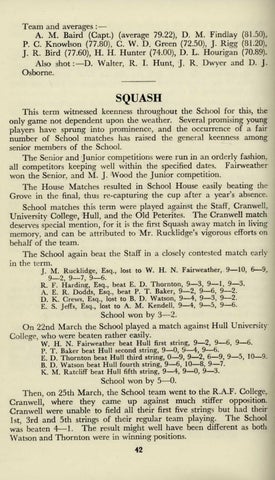 Team and averages :—
A. M. Baird (Capt.) (average 79.22), D. M. Findlay (81.50),
P. C. Knowlson (77.80), C. W. D. Green (72.50), J. Rigg (81.20),
J. R. Bird (77.60), H. H. Hunter (74.00), D. L. Hourigan (70.89).
Also shot :—D. Walter, R. I. Hunt, J. R. Dwyer and D. J.
Osborne.
SQUASH
This term witnessed keenness throughout the School for this, the
only game not dependent upon the weather. Several promising young
players have sprung into prominence, and the occurrence of a fair
number of School matches has raised the general keenness among
senior members of the School.
The Senior and Junior competitions were run in an orderly fashion,
all competitors keeping well within the specified dates. Fairweather
won the Senior, and M. J. Wood the Junior competition.
The House Matches resulted in School House easily beating the
Grove in the final, thus re-capturing the cup after a year's absence.
School matches this term were played against the Staff, Cranwell,
University College, Hull, and the Old Peterites. The Cranwell match
deserves special mention, for it is the first Squash away match in living
memory, and can be attributed to Mr. Rucklidge's vigorous efforts on
behalf of the team.
The School again beat the Staff in a closely contested match early
in the term.
J. M. Rucklidge, Esq., lost to W. H. N. Fairweather, 9—10, 6—9,
9—2, 9—7, 9—6.
R. F. Harding, Esq., beat E. D. Thornton, 9—3, 9—1, 9—3.
A. E. R. Dodds, Esq., beat P. T. Baker, 9—2, 9—6, 9—2.
D. K. Crews, Esq., lost to B. D. Watson, 9—4, 9—3, 9—2.
E. S. Jeffs, Esq., lost to A. M. Kendell, 9—4, 9—5, 9—6.
School won by 3—2.
On 22nd March the School played a match against Hull University
College, who were beaten rather easily.
W. H. N. Fairweather beat Hull first string, 9—2, 9—6, 9—6.
P. T. Baker beat Hull second string, 9—0, 9—4, 9—6.
E. D. Thornton beat Hull third string, 0—9, 9—2, 6—9, 9—5, 10—9.
B. D. Watson beat Hull fourth string, 9—6, 10—8, 9—7.
K. M. Ratcliff beat Hull fifth string, 9—4, 9—0, 9—3.
School won by 5—0.
Then, on 25th March, the School team went to the R.A.F. College,
Cranwell, where they came up against much stiffer opposition.
Cranwell were unable to field all their first five strings but had their
1st, 3rd and 5th strings of their regular team playing. The School
was beaten 4—1. The result might well have been different as both
Watson and Thornton were in winning positions.
42